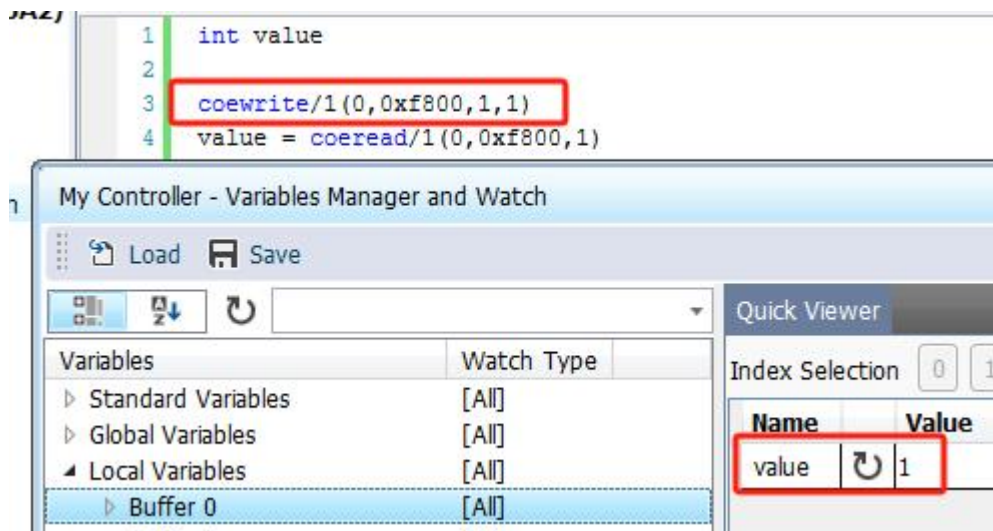 1 int value
2
3 coewrite/1(0,0xf800,1,1)
4 value = coeread/1(0,0xf800,1)
My Controller - Variables Manager and Watch
Load Save
Quick Viewer
Variables Watch Type
Index Selection 0 1
Standard Variables [All]
Name Value
Global Variables [All]
value 1
Local Variables [All]
Buffer 0 [All]